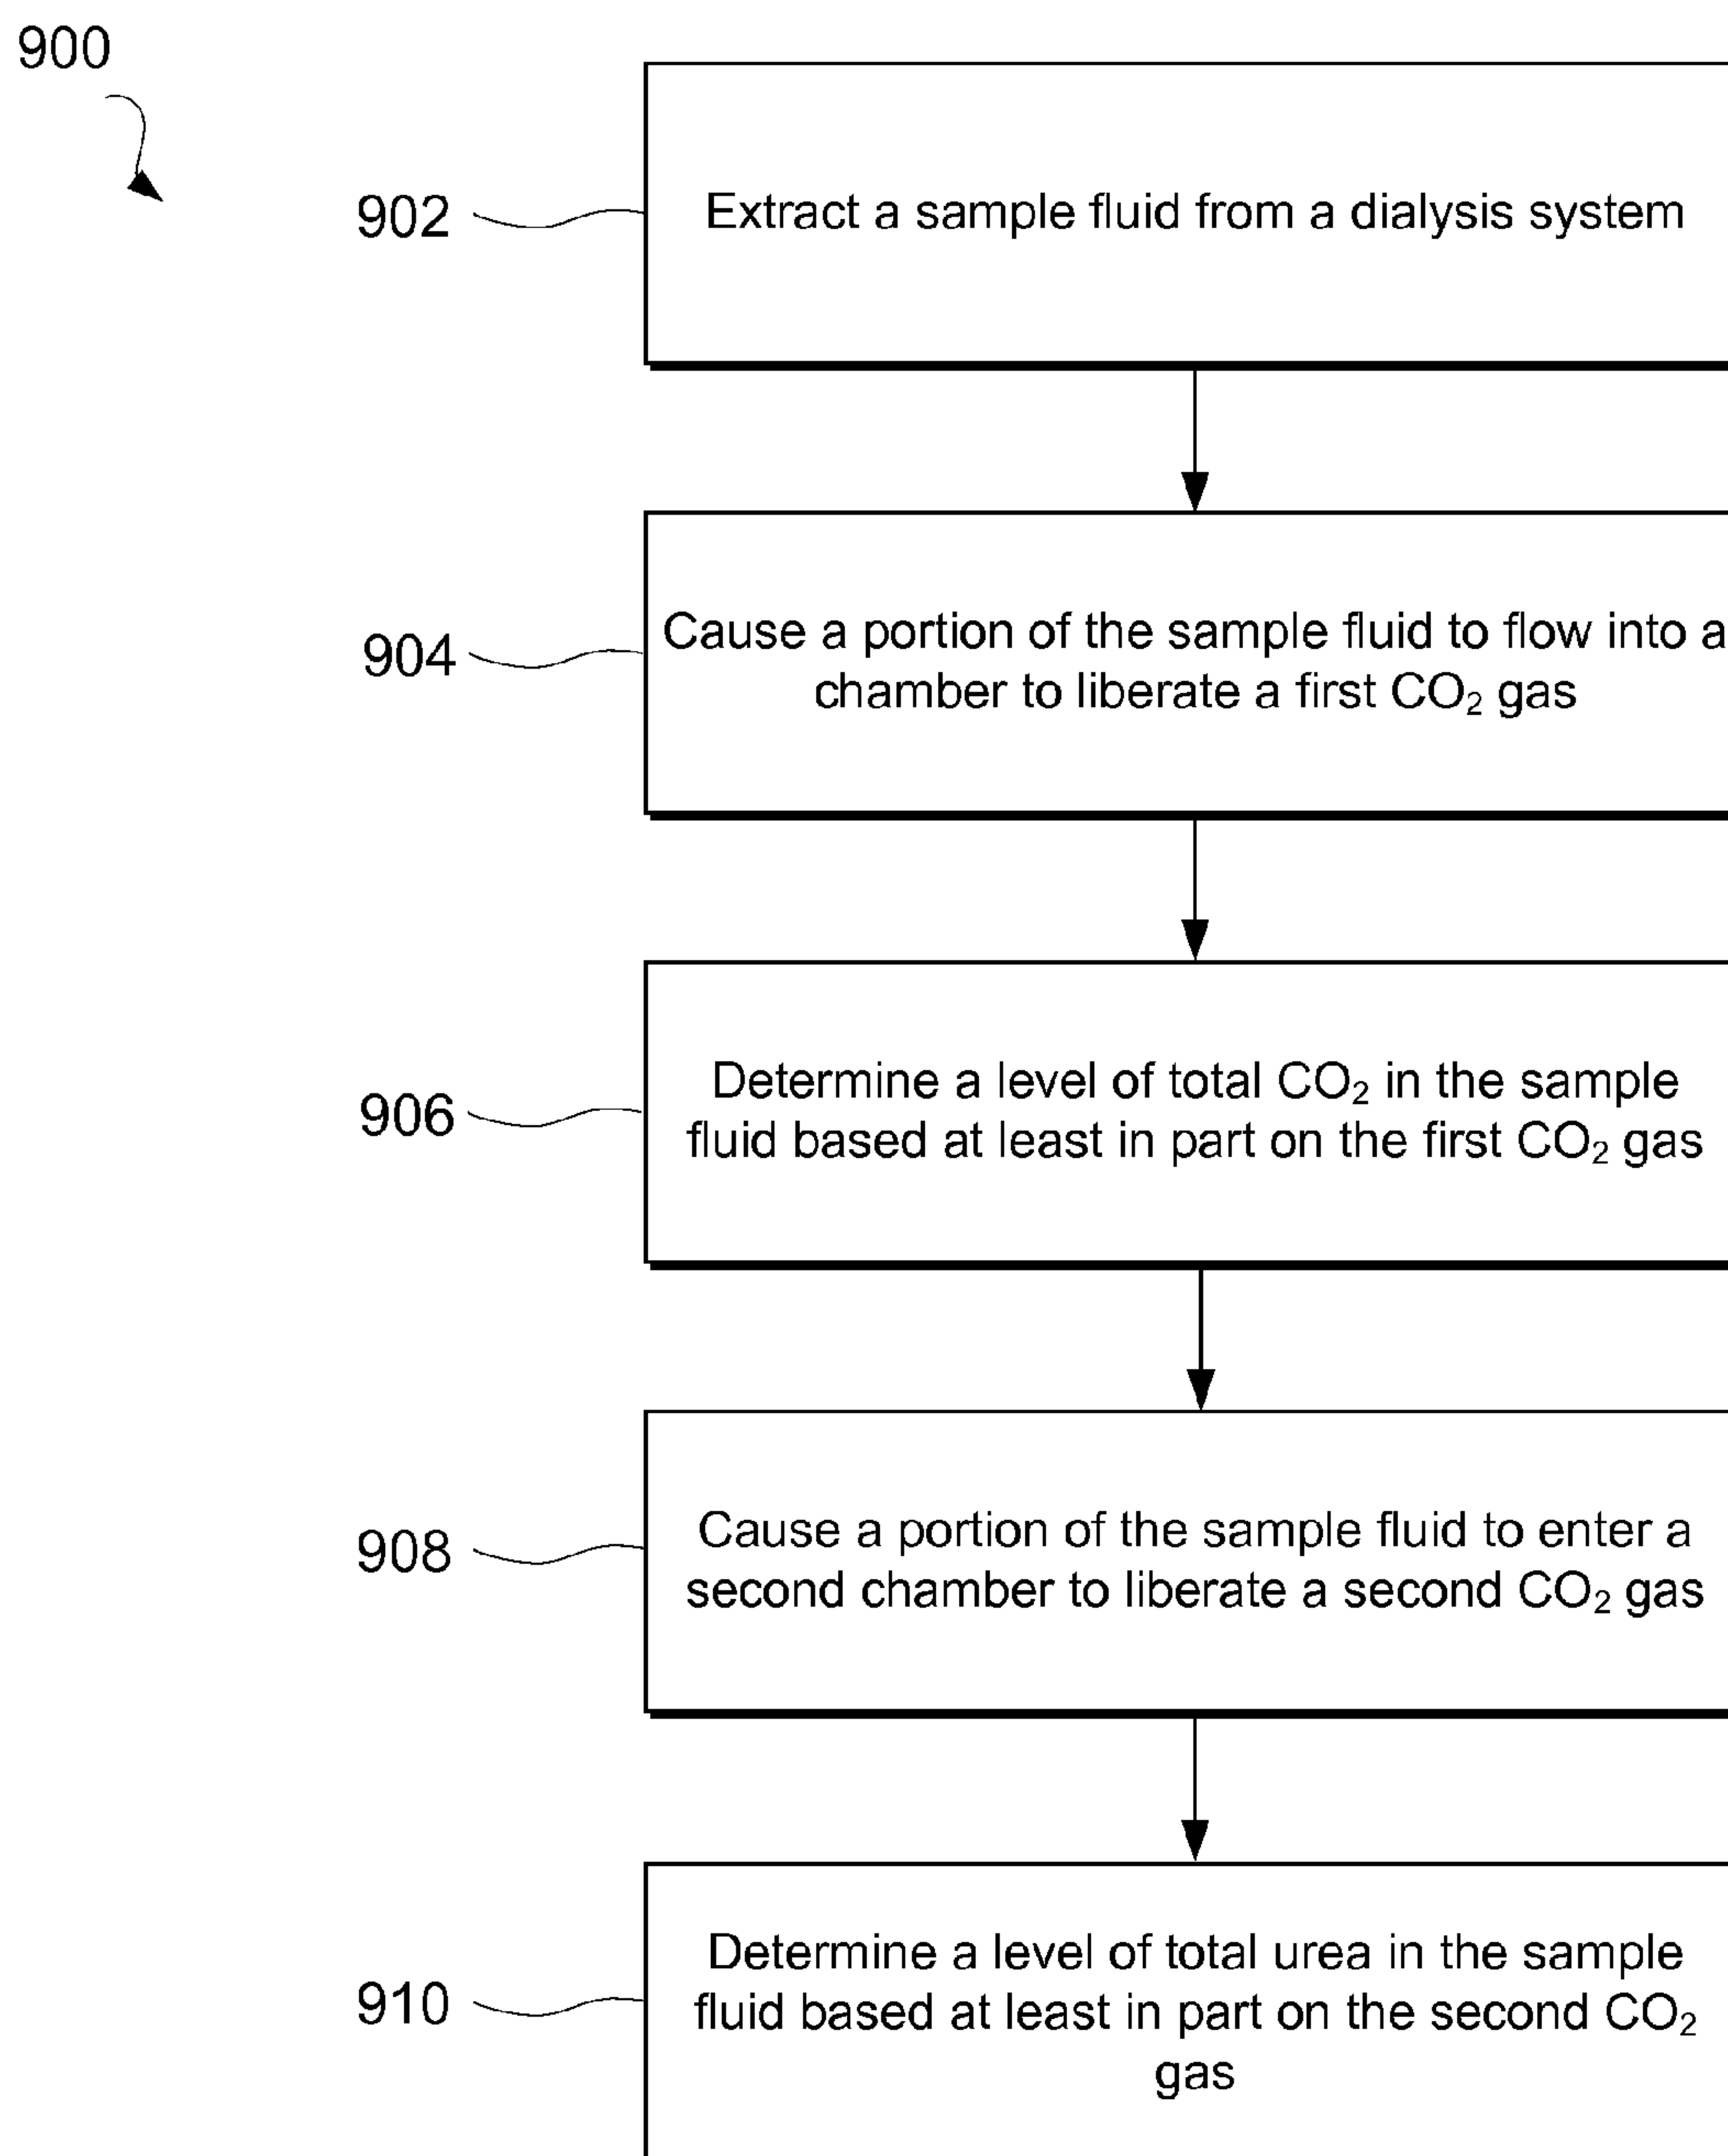 900
902
Extract a sample fluid from a dialysis system
904
Cause a portion of the sample fluid to flow into a
chamber to liberate a first CO₂ gas
906
Determine a level of total CO₂ in the sample
fluid based at least in part on the first CO₂ gas
908
Cause a portion of the sample fluid to enter a
second chamber to liberate a second CO₂ gas
910
Determine a level of total urea in the sample
fluid based at least in part on the second CO₂
gas